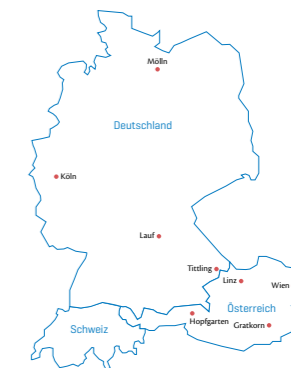 Mölln
Deutschland
Köln
Lauf
Tittling
Linz
Wien
Österreich
Hopfgarten
Gratkorn
Schweiz